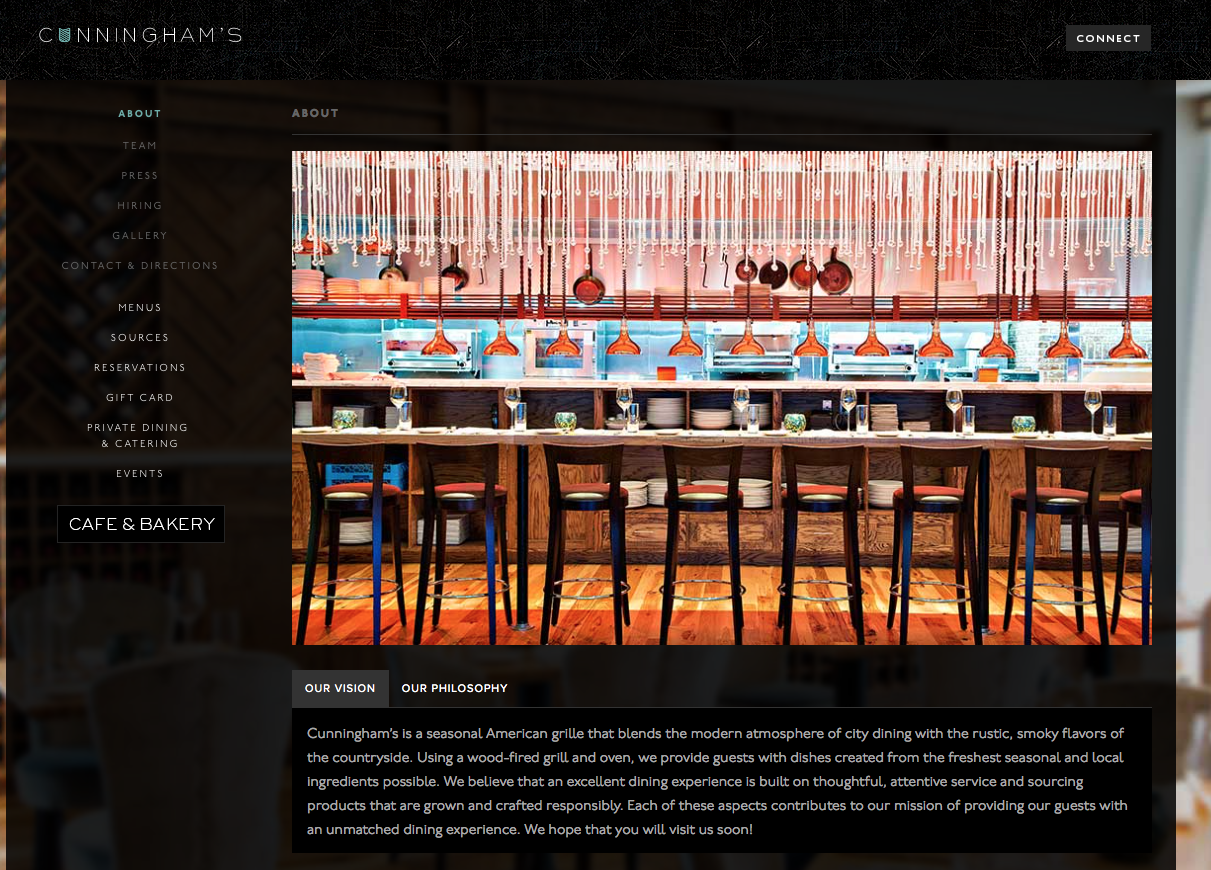 CUNNINGHAM'S
CONNECT
ABOUT
TEAM
PRESS
HIRING
GALLERY
CONTACT & DIRECTIONS
MENUS
SOURCES
RESERVATIONS
GIFT CARD
PRIVATE DINING
& CATERING
EVENTS
CAFE & BAKERY
ABOUT
OUR VISION
OUR PHILOSOPHY
Cunningham's is a seasonal American grille that blends the modern atmosphere of city dining with the rustic, smoky flavors of
the countryside. Using a wood-fired grill and oven, we provide guests with dishes created from the freshest seasonal and local
ingredients possible. We believe that an excellent dining experience is built on thoughtful, attentive service and sourcing
products that are grown and crafted responsibly. Each of these aspects contributes to our mission of providing our guests with
an unmatched dining experience. We hope that you will visit us soon!